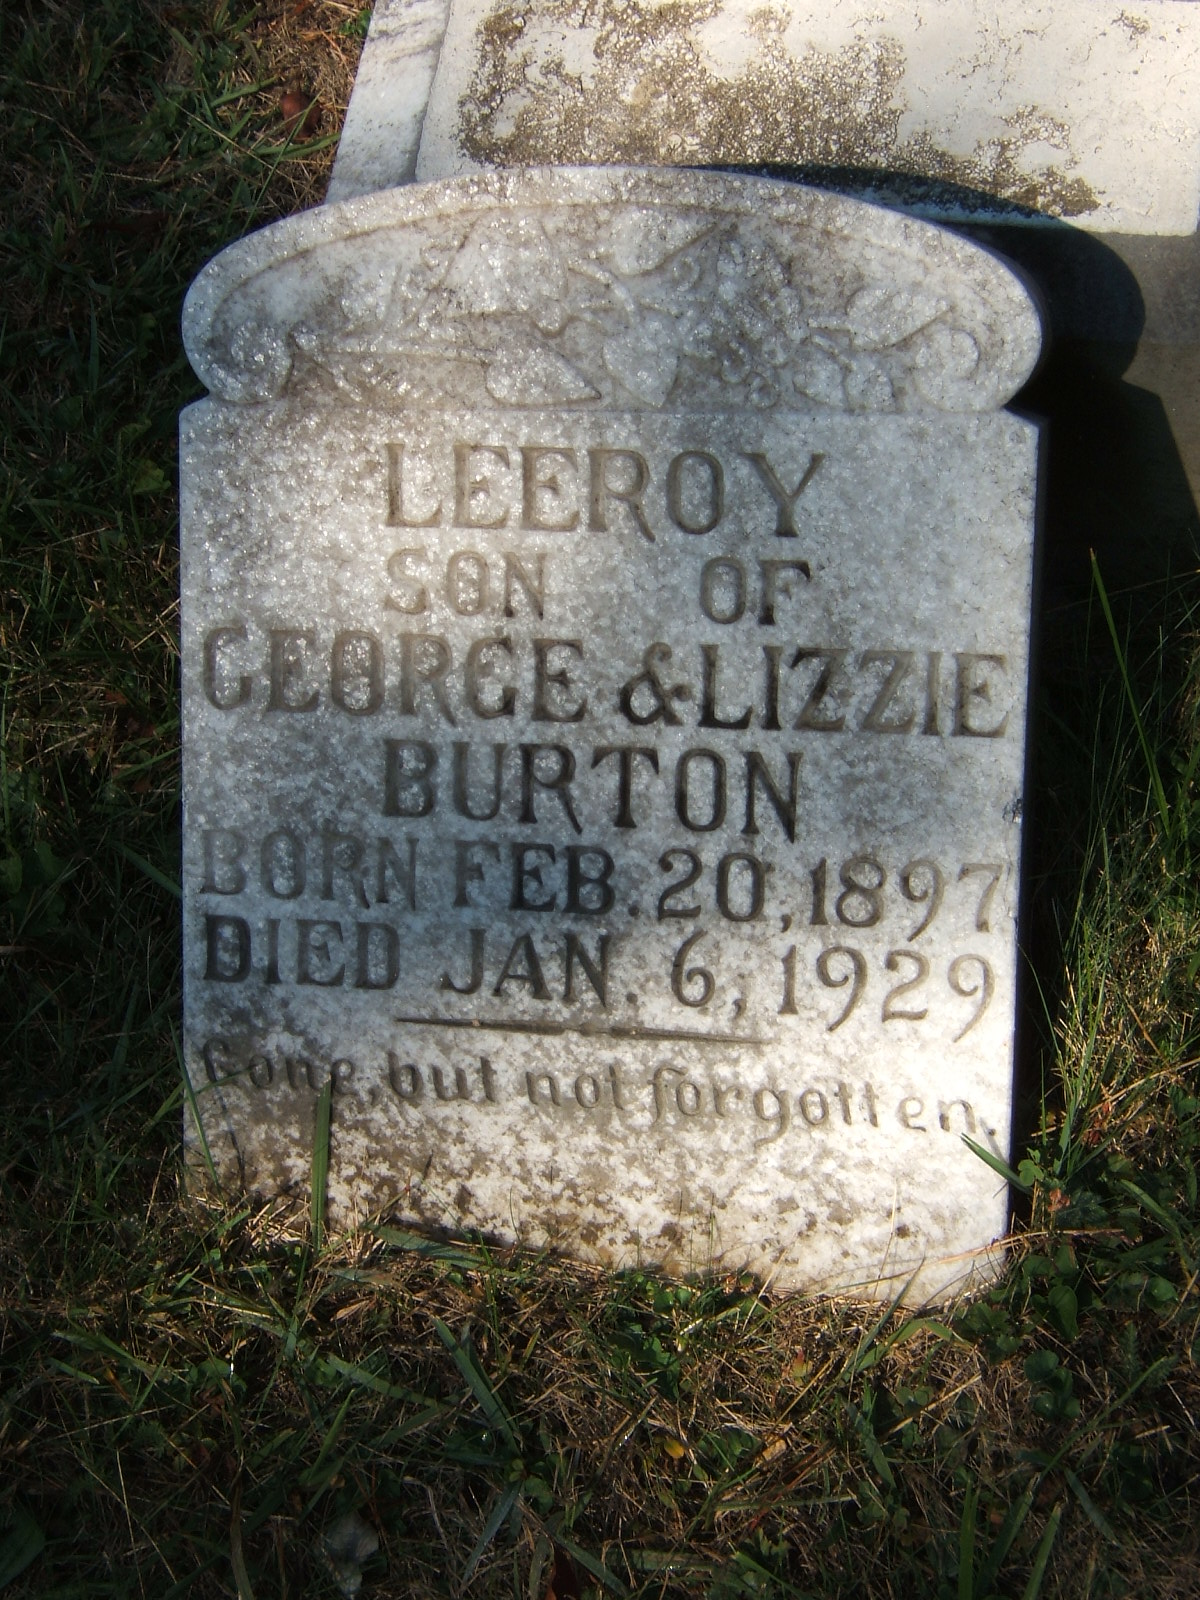 LEEROY
SON OF
GEORGE & LIZZIE
BURTON
BORN FEB. 20, 1897
DIED JAN. 6, 1929
Gone, but not forgotten.